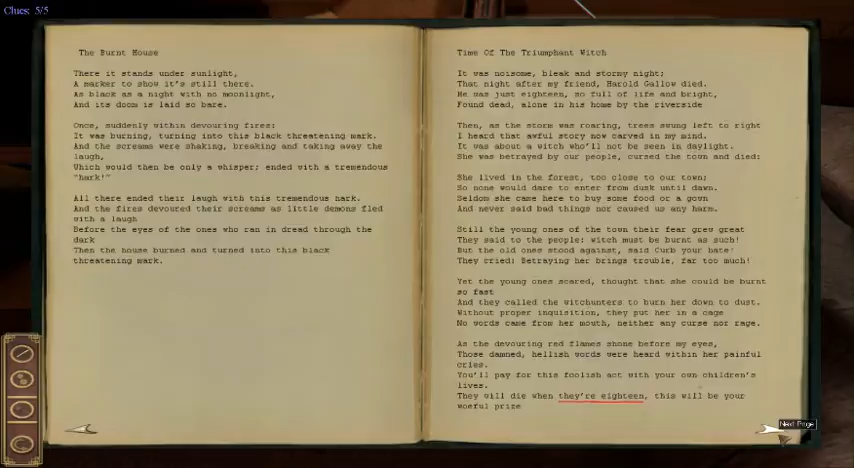 Clues: 5/5
The Burnt House
There it stands under sunlight,
A marker to show it's still there.
As black as a night with no moonlight,
And its doom is laid so bare.
Once, suddenly within devouring fires:
It was burning, turning into this black threatening mark.
And the screams were shaking, breaking and taking away the
laugh,
Which would then be only a whisper; ended with a tremendous
"hark!"
All there ended their laugh with this tremendous hark.
And the fires devoured their screams as little demons fled
with a laugh
Before the eyes of the ones who ran in dread through the
dark
Then the house burned and turned into this black
threatening mark.
Time Of The Triumphant Witch
It was noisome, bleak and stormy night;
That night after my friend, Harold Gallow died.
He was just eighteen, so full of life and bright,
Found dead, alone in his home by the riverside
Then, as the storm was roaring, trees swung left to right
I heard that awful story now carved in my mind.
It was about a witch who'll not be seen in daylight.
She was betrayed by our people, cursed the town and died:
She lived in the forest, too close to our town;
So none would dare to enter from dusk until dawn.
Seldom she came here to buy some food or a gown
And never said bad things nor caused us any harm.
Still the young ones of the town their fear grew great
They said to the people: witch must be burnt as such!
But the old ones stood against, said Curb your hate!
They cried: Betraying her brings trouble, far too much!
Yet the young ones scared, thought that she could be burnt
so fast
And they called the witchunters to burn her down to dust.
Without proper inquisition, they put her in a cage
No words came from her mouth, neither any curse nor rage.
As the devouring red flames shone before my eyes,
Those damned, hellish words were heard within her painful
cries.
You'll pay for this foolish act with your own children's
lives.
They will die when they're eighteen, this will be your
woeful prize
Next Page